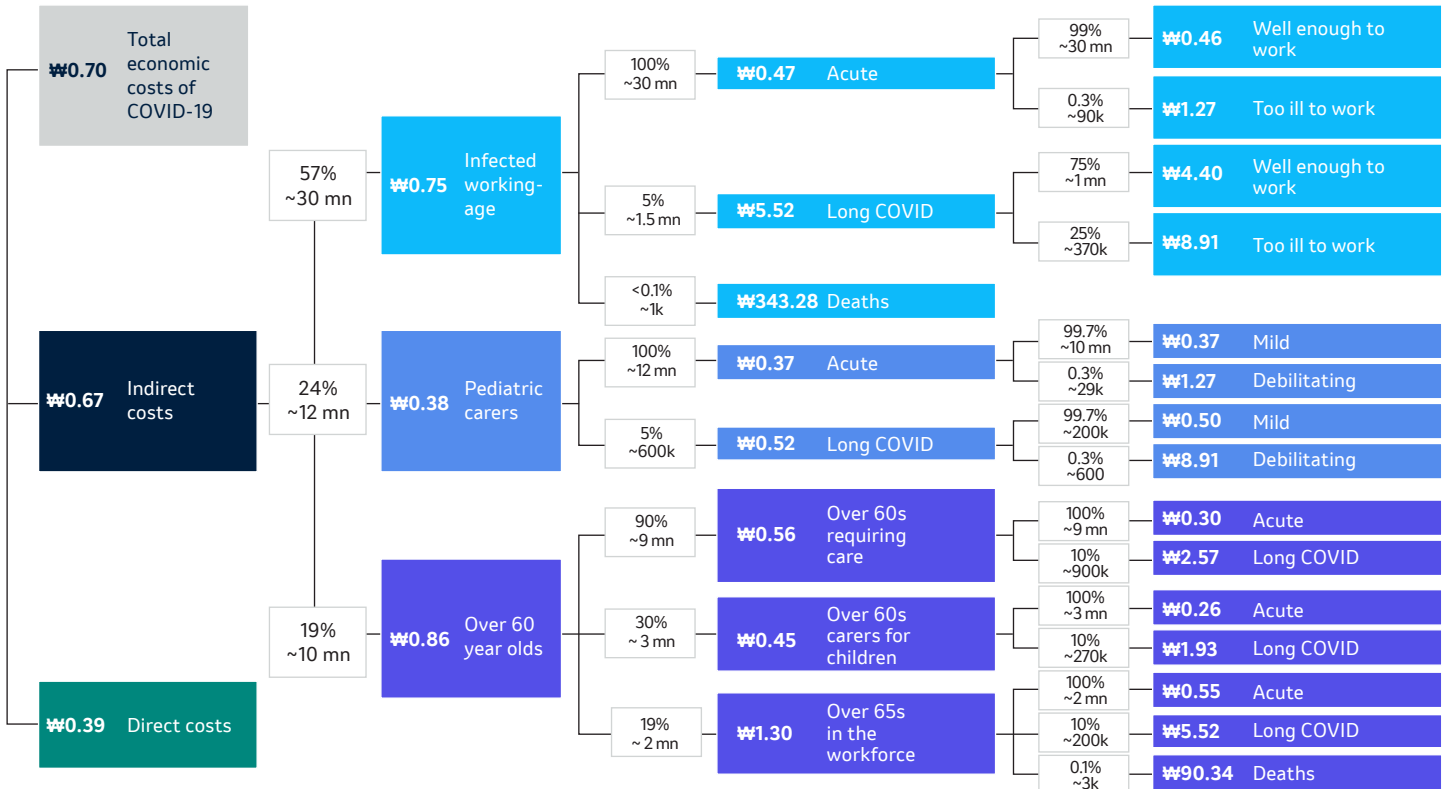 ₩0.70
Total
economic
costs of
COVID-19
₩0.67
Indirect
costs
₩0.39
Direct costs
57%
~30 mn
24%
~12 mn
19%
~10 mn
₩0.75
Infected
working-
age
100%
~30 mn
₩0.47
Acute
99%
~30 mn
₩0.46
Well enough to
work
0.3%
~90k
₩1.27
Too ill to work
5%
~1.5 mn
₩5.52
Long COVID
75%
~1 mn
₩4.40
Well enough to
work
25%
~370k
₩8.91
Too ill to work
<0.1%
~1k
₩343.28
Deaths
₩0.38
Pediatric
carers
100%
~12 mn
₩0.37
Acute
99.7%
~10 mn
₩0.37
Mild
0.3%
~29k
₩1.27
Debilitating
5%
~600k
₩0.52
Long COVID
99.7%
~200k
₩0.50
Mild
0.3%
~600
₩8.91
Debilitating
₩0.86
Over 60
year olds
90%
~9 mn
₩0.56
Over 60s
requiring
care
100%
~9 mn
₩0.30
Acute
10%
~900k
₩2.57
Long COVID
30%
~ 3 mn
₩0.45
Over 60s
carers for
children
100%
~3 mn
₩0.26
Acute
10%
~270k
₩1.93
Long COVID
19%
~ 2 mn
₩1.30
Over 65s
in the
workforce
100%
~2 mn
₩0.55
Acute
10%
~200k
₩5.52
Long COVID
0.1%
~3k
₩90.34
Deaths